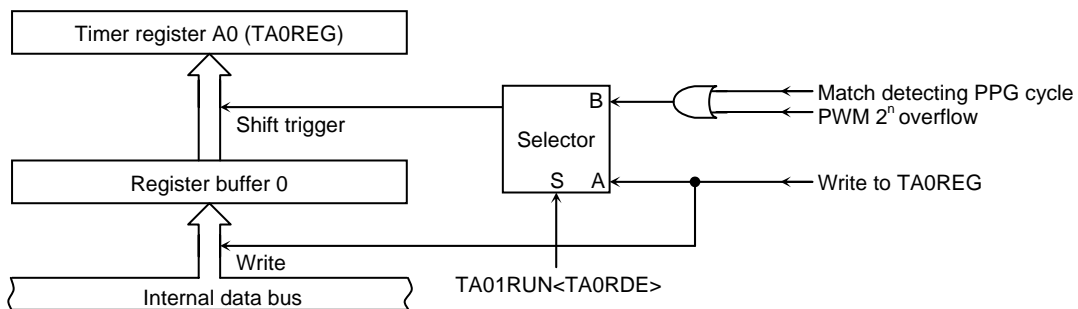 Timer register A0 (TA0REG)
Shift trigger
B
Selector
S A
Match detecting PPG cycle
PWM 2ⁿ overflow
Write to TA0REG
Register buffer 0
Write
TA01RUN<TA0RDE>
Internal data bus